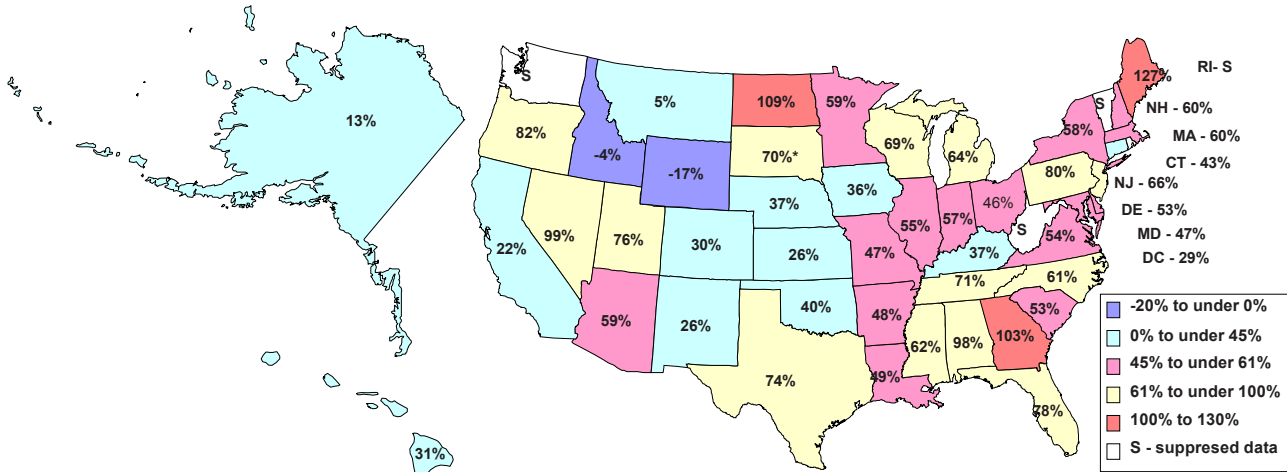 13%
S
82%
-4%
5%
-17%
109%
70%*
59%
69%
64%
36%
37%
22%
99%
76%
30%
26%
47%
55%
57%
46%
S
37%
54%
71%
61%
53%
59%
26%
40%
48%
74%
49%
62%
98%
103%
78%
31%
80%
58%
S
127%
RI- S
NH - 60%
MA - 60%
CT - 43%
NJ - 66%
DE - 53%
MD - 47%
DC - 29%
-20% to under 0%
0% to under 45%
45% to under 61%
61% to under 100%
100% to 130%
S - suppresed data